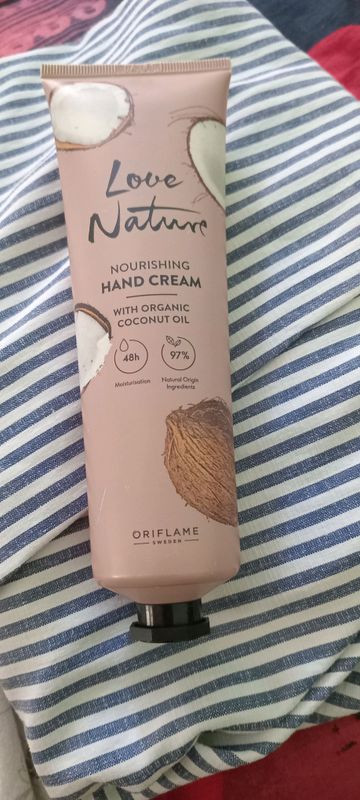 Love
Nature
NOURISHING
HAND CREAM
WITH ORGANIC
COCONUT OIL
48h
97%
Moisturisation
Natural Origin
Ingredients
ORIFLAME
SWEDEN